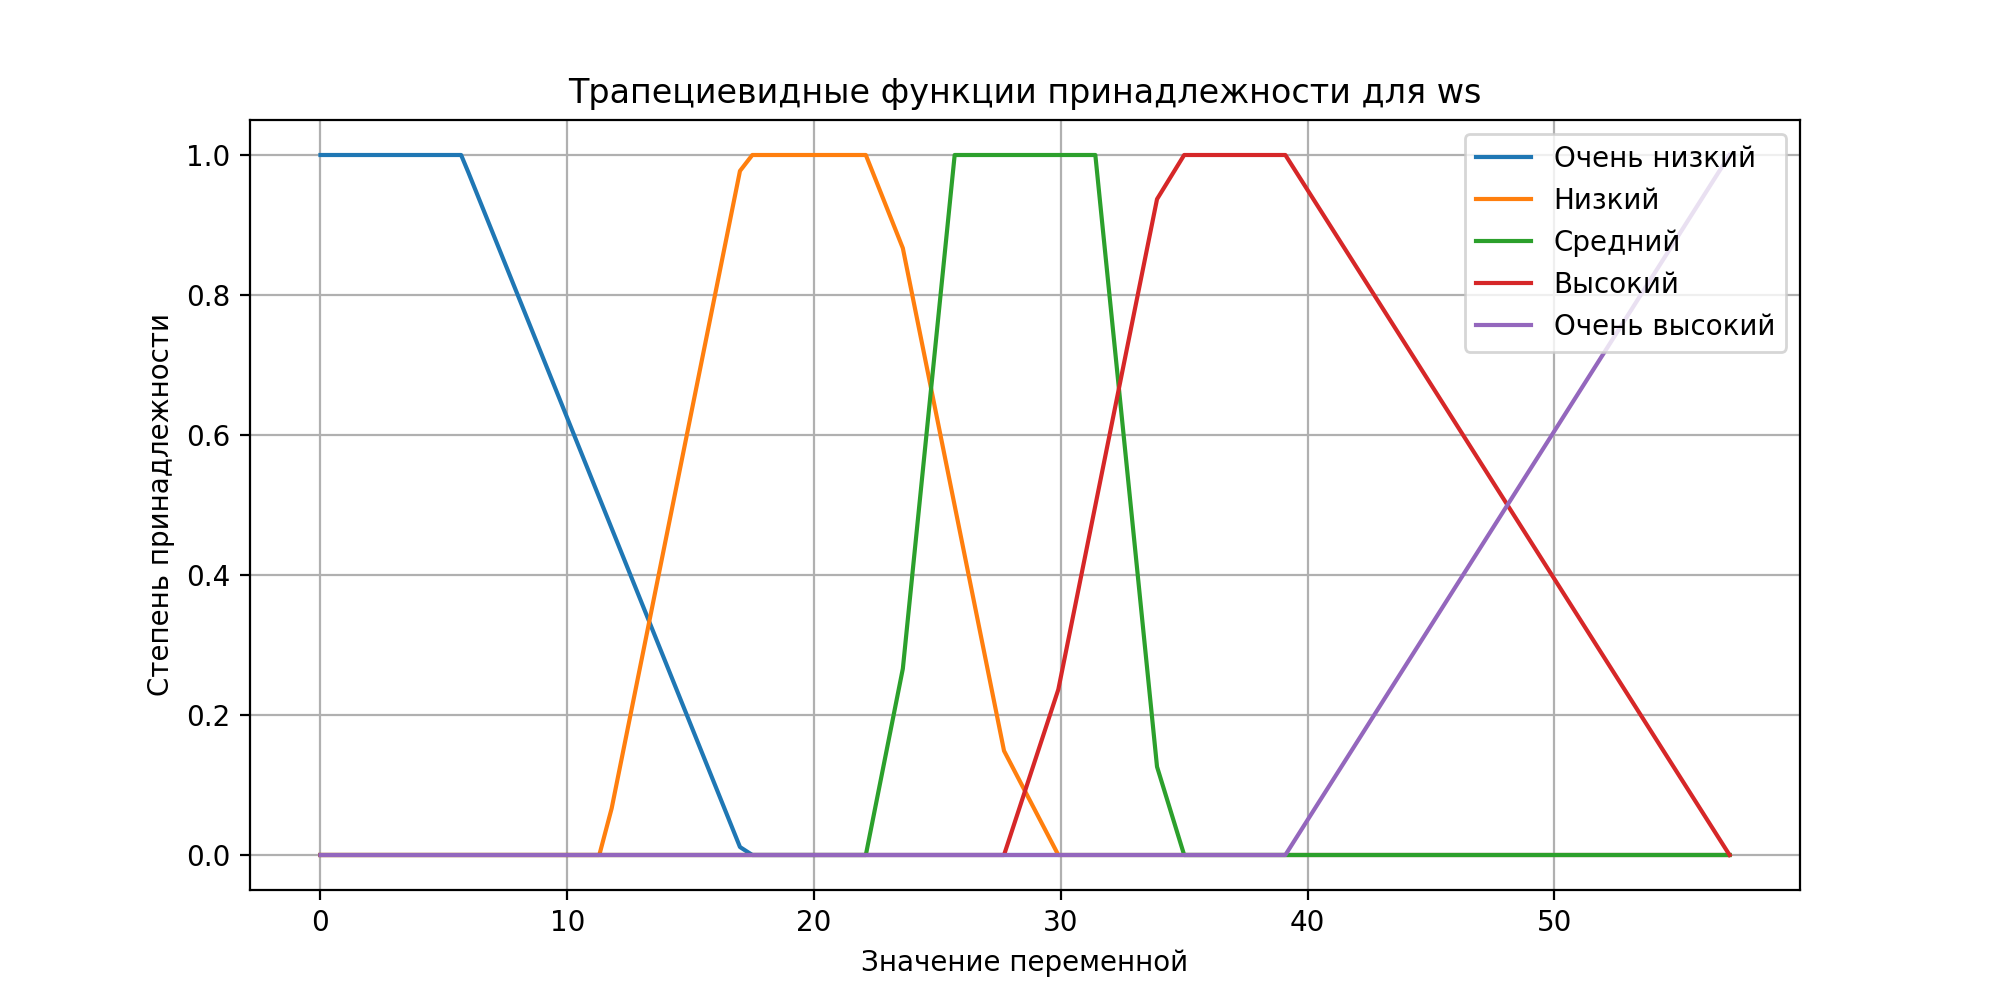 Трапециевидные функции принадлежности для ws
Степень принадлежности
1.0
0.8
0.6
0.4
0.2
0.0
Очень низкий
Низкий
Средний
Высокий
Очень высокий
0 10 20 30 40 50
Значение переменной